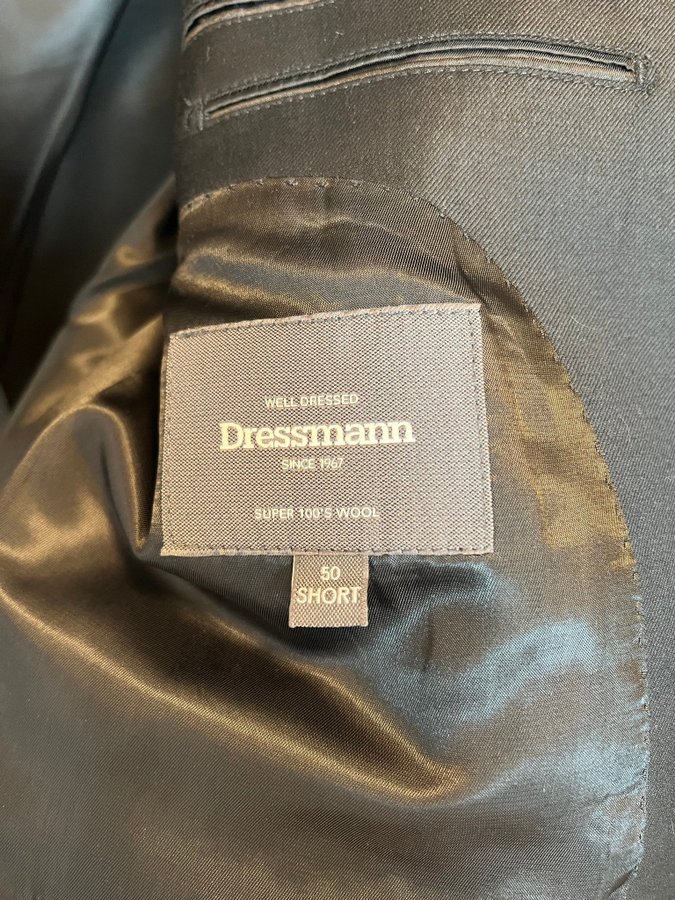 WELL DRESSED
Dressmann
SINCE 1967
SUPER 100'S WOOL
50
SHORT